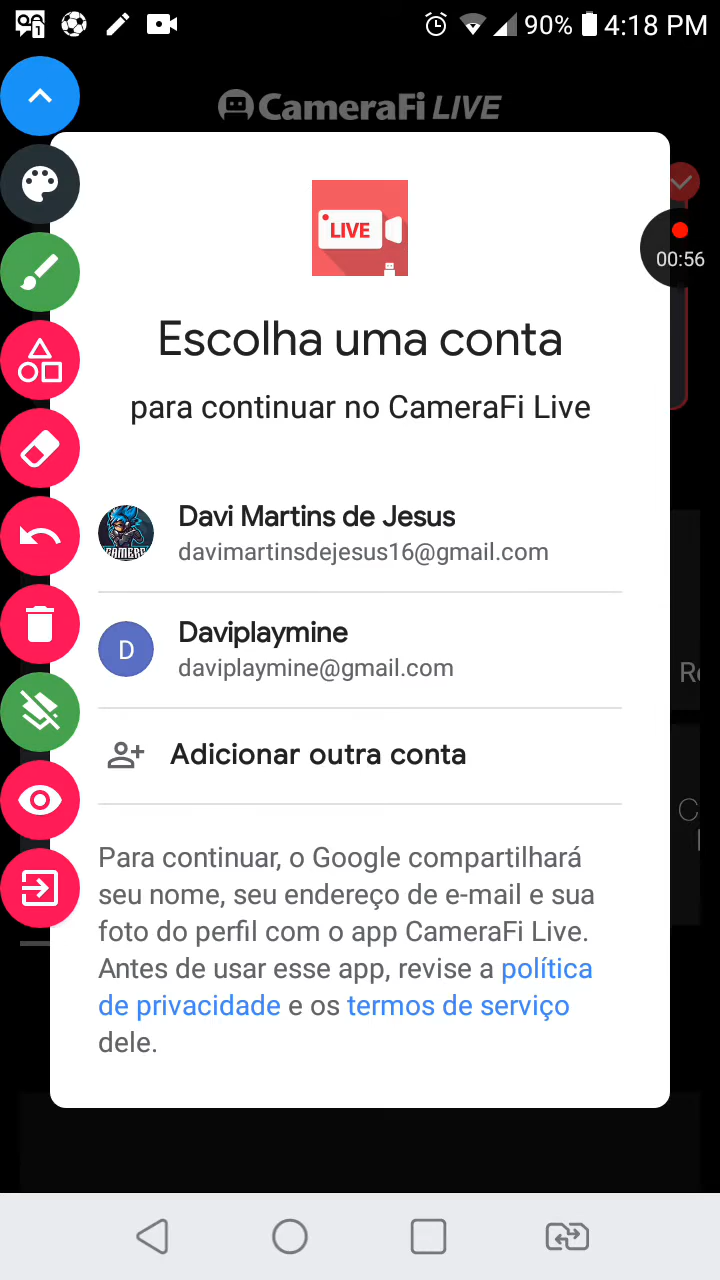 90% 4:18 PM
CameraFi LIVE
LIVE
00:56
Escolha uma conta
para continuar no CameraFi Live
GAMERS
Davi Martins de Jesus
davimartinsdejesus16@gmail.com
D
Daviplaymine
daviplaymine@gmail.com
Adicionar outra conta
Para continuar, o Google compartilhará
seu nome, seu endereço de e-mail e sua
foto do perfil com o app CameraFi Live.
Antes de usar esse app, revise a política
de privacidade e os termos de serviço
dele.